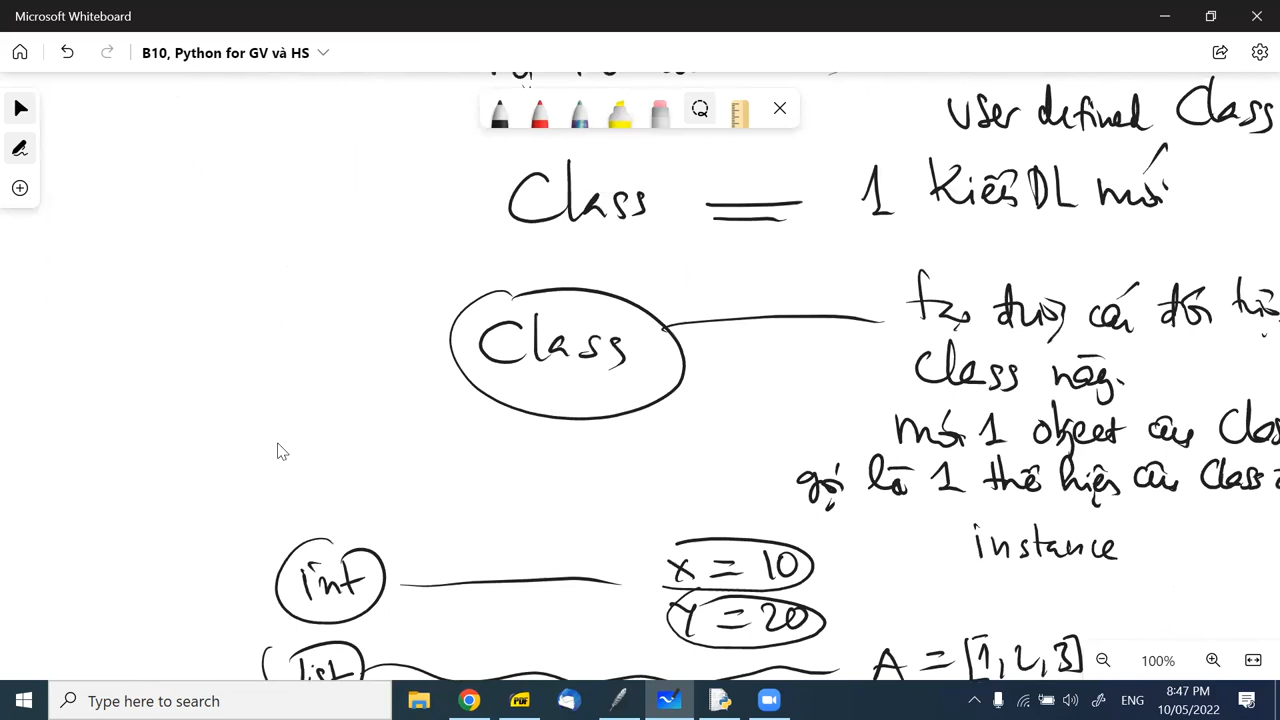 Microsoft Whiteboard
B10, Python for GV và HS
User defined Class
Class = 1 kiểu DL mới
Class
tạo được các đối
Class này.
mỗi 1 object của
gọi là 1 thể hiện của Class
instance
int
x = 10
y = 20
list
A = [1, 2, 3]
100%
Type here to search
PDF
ENG
8:47 PM
10/05/2022